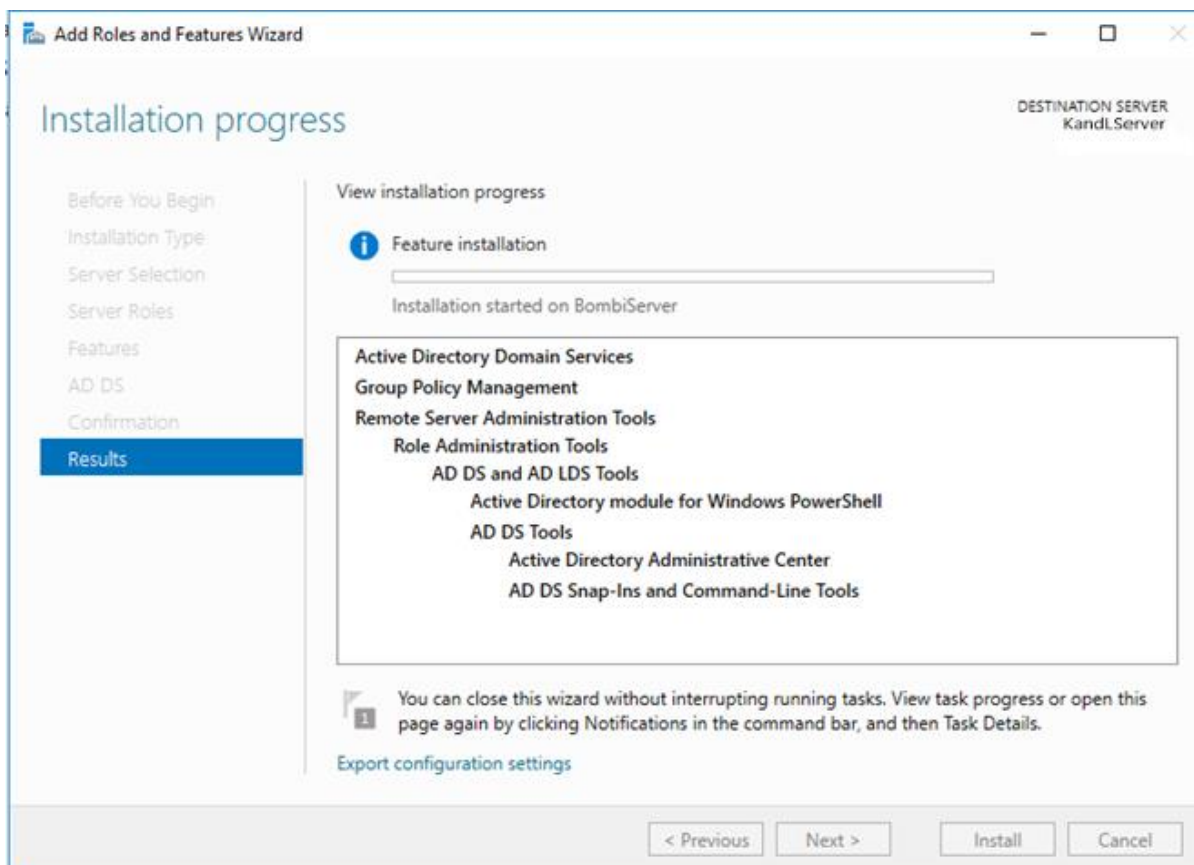 Add Roles and Features Wizard
Installation progress
DESTINATION SERVER
KandLServer
Before You Begin
Installation Type
Server Selection
Server Roles
Features
AD DS
Confirmation
Results
View installation progress
Feature installation
Installation started on BombiServer
Active Directory Domain Services
Group Policy Management
Remote Server Administration Tools
Role Administration Tools
AD DS and AD LDS Tools
Active Directory module for Windows PowerShell
AD DS Tools
Active Directory Administrative Center
AD DS Snap-Ins and Command-Line Tools
1
You can close this wizard without interrupting running tasks. View task progress or open this
page again by clicking Notifications in the command bar, and then Task Details.
Export configuration settings
< Previous
Next >
Install
Cancel